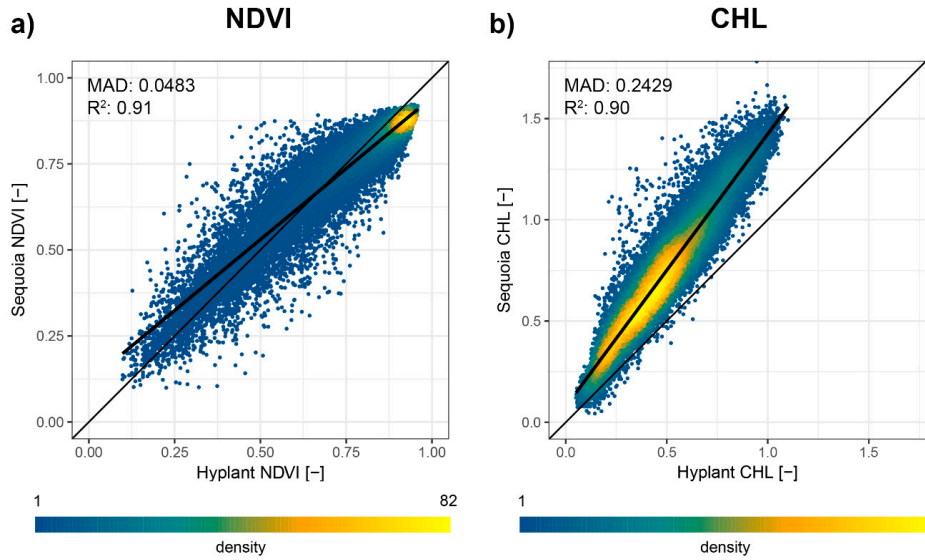 a)
NDVI
MAD: 0.0483
R²: 0.91
1.00
0.75
0.50
0.25
0.00
Sequoia NDVI [−]
0.00 0.25 0.50 0.75 1.00
Hyplant NDVI [−]
1 82
density
b)
CHL
MAD: 0.2429
R²: 0.90
1.5
1.0
0.5
0.0
Sequoia CHL [−]
0.0 0.5 1.0 1.5
Hyplant CHL [−]
1
density